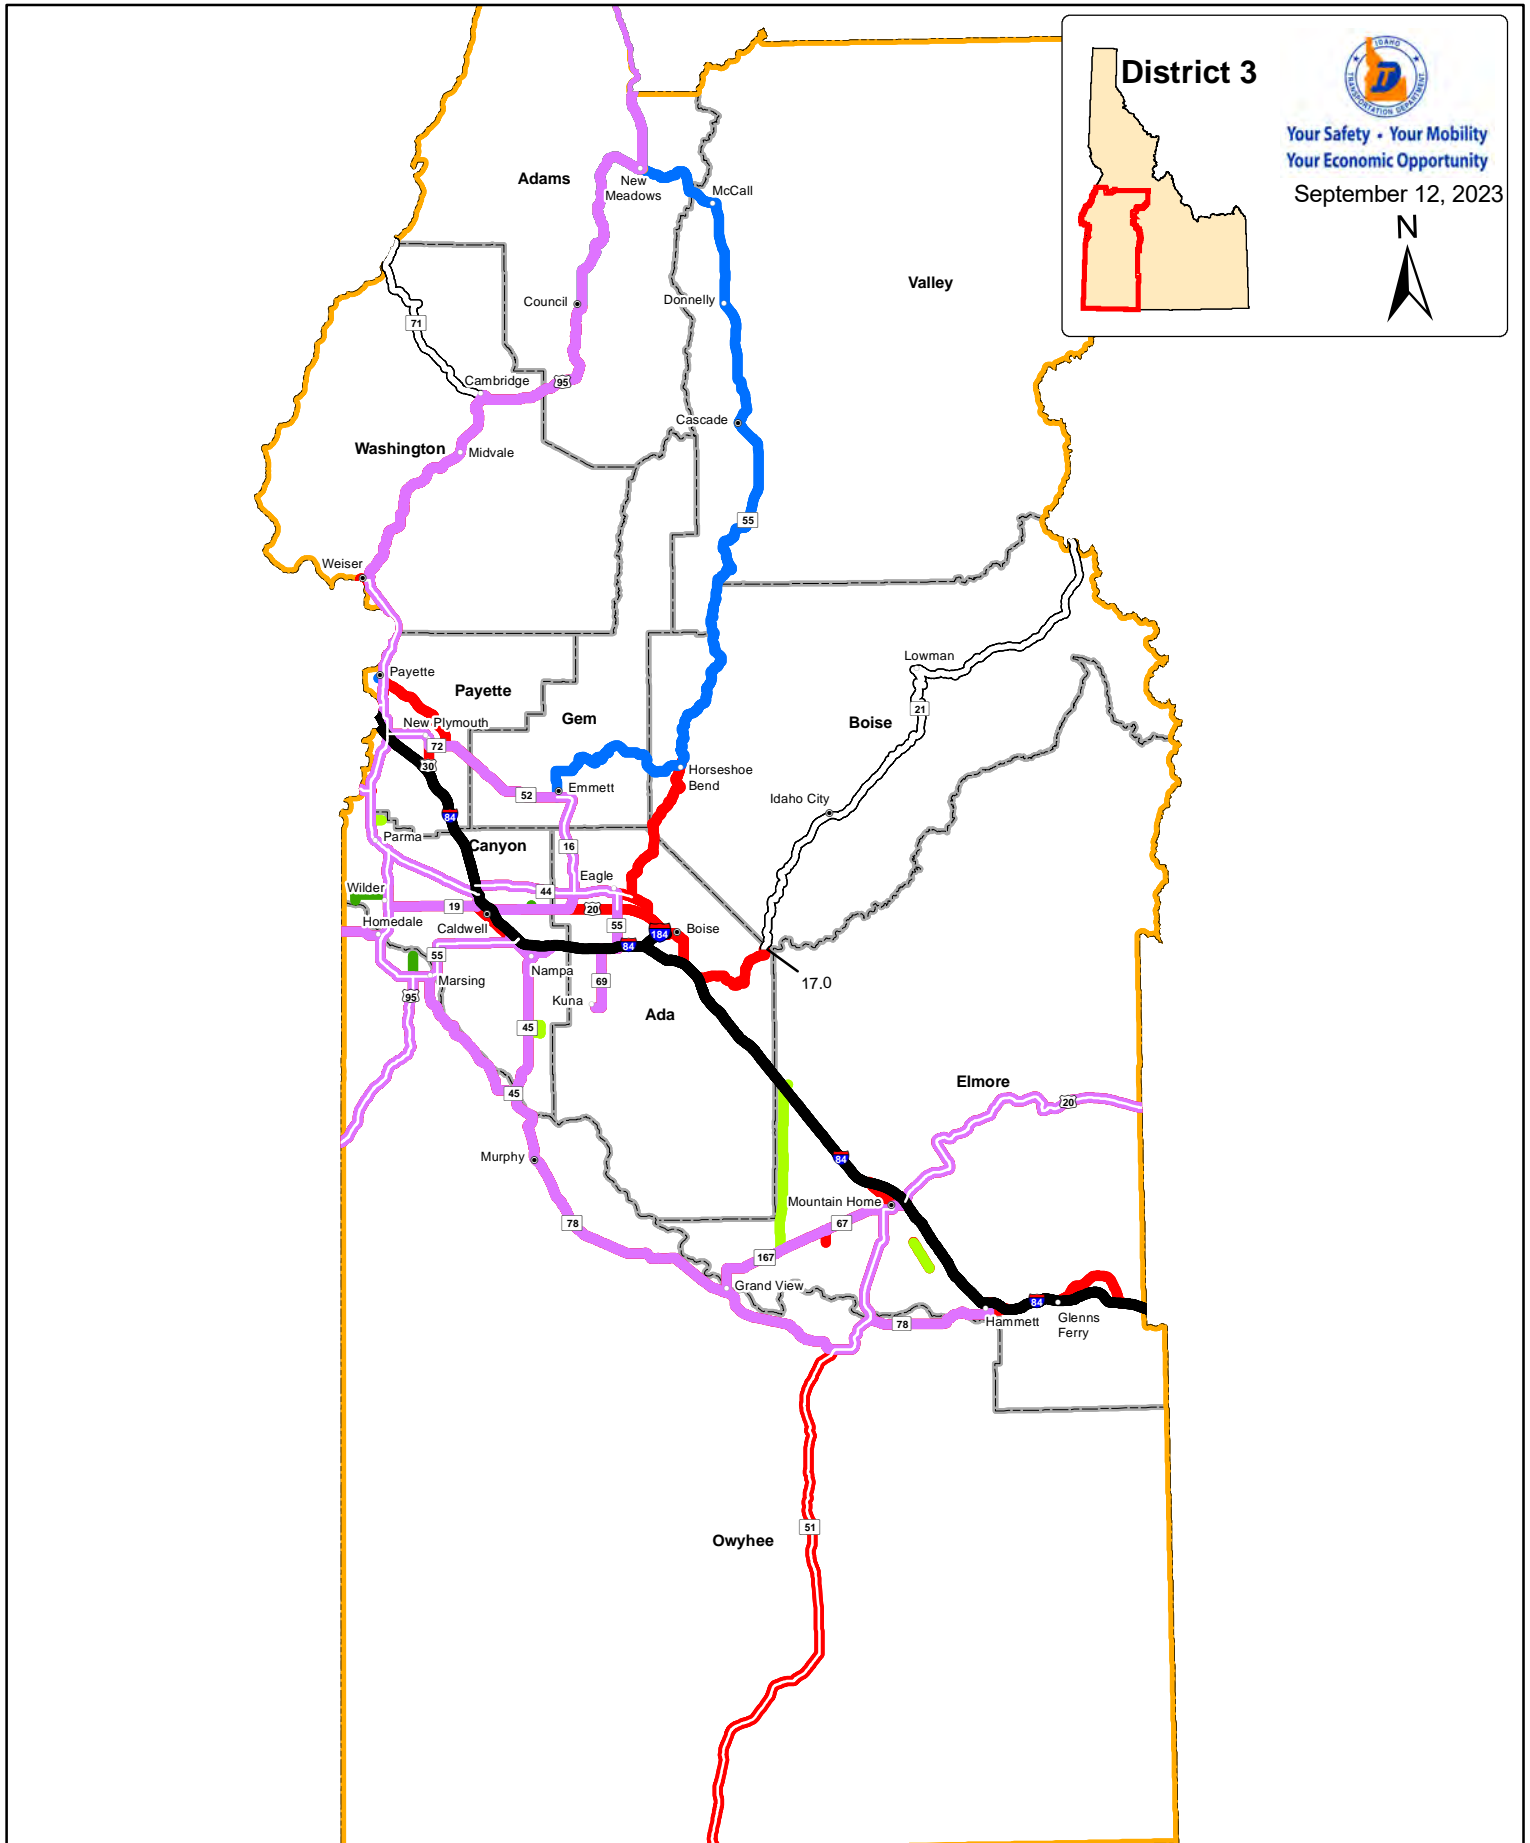 District 3
IDAHO
TRANSPORTATION DEPARTMENT
Your Safety • Your Mobility
Your Economic Opportunity
September 12, 2023
N
Adams
New
Meadows
McCall
Valley
Council
Donnelly
71
Cambridge
95
Cascade
Washington
Midvale
55
Weiser
Lowman
Payette
Payette
21
New Plymouth
Gem
Boise
72
30
Horseshoe
Bend
Emmett
52
Idaho City
84
Parma
Canyon
16
Eagle
Wilder
44
19
20
Homedale
Caldwell
55
184
Boise
84
55
Nampa
Marsing
69
17.0
95
Kuna
Ada
45
Elmore
45
20
Murphy
84
Mountain Home
78
67
167
Grand View
84
78
Hammett
Glenns
Ferry
51
Owyhee